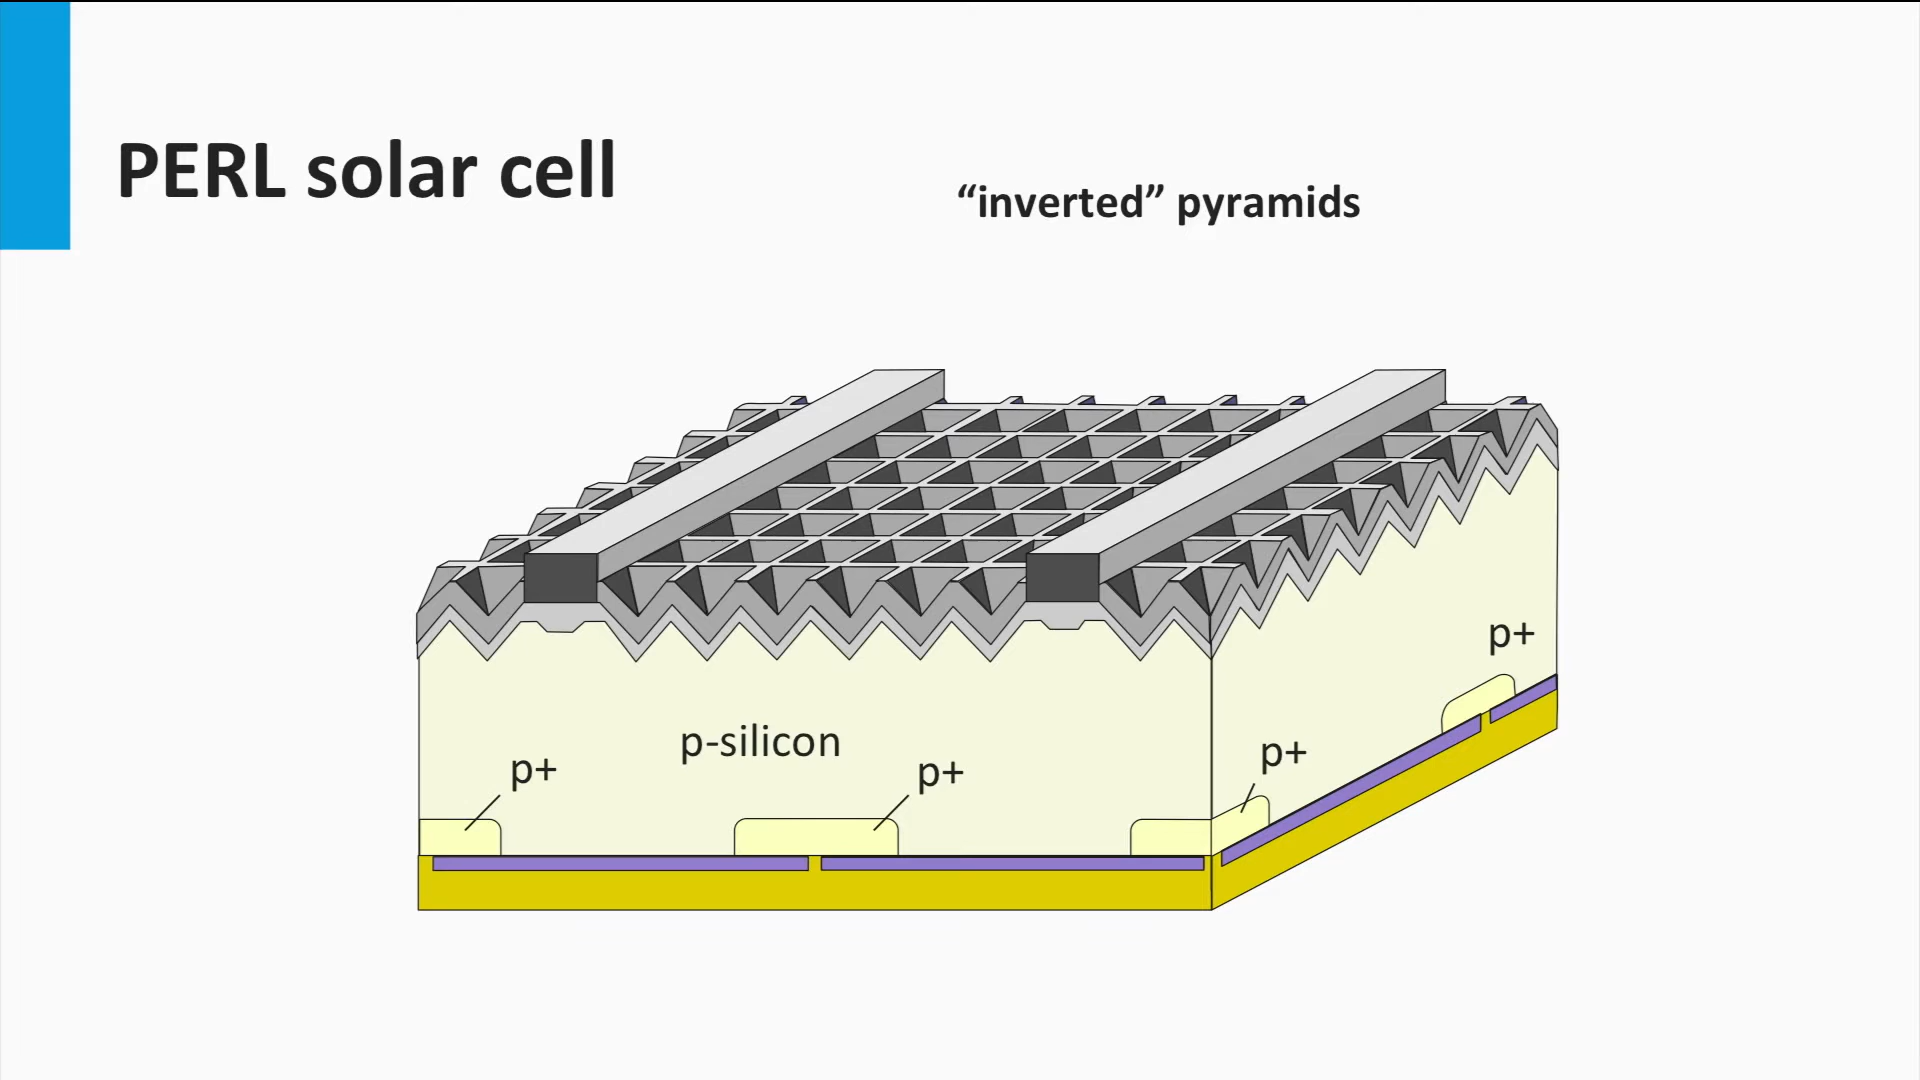 PERL solar cell
“inverted” pyramids
p+
p-silicon
p+
p+
p+